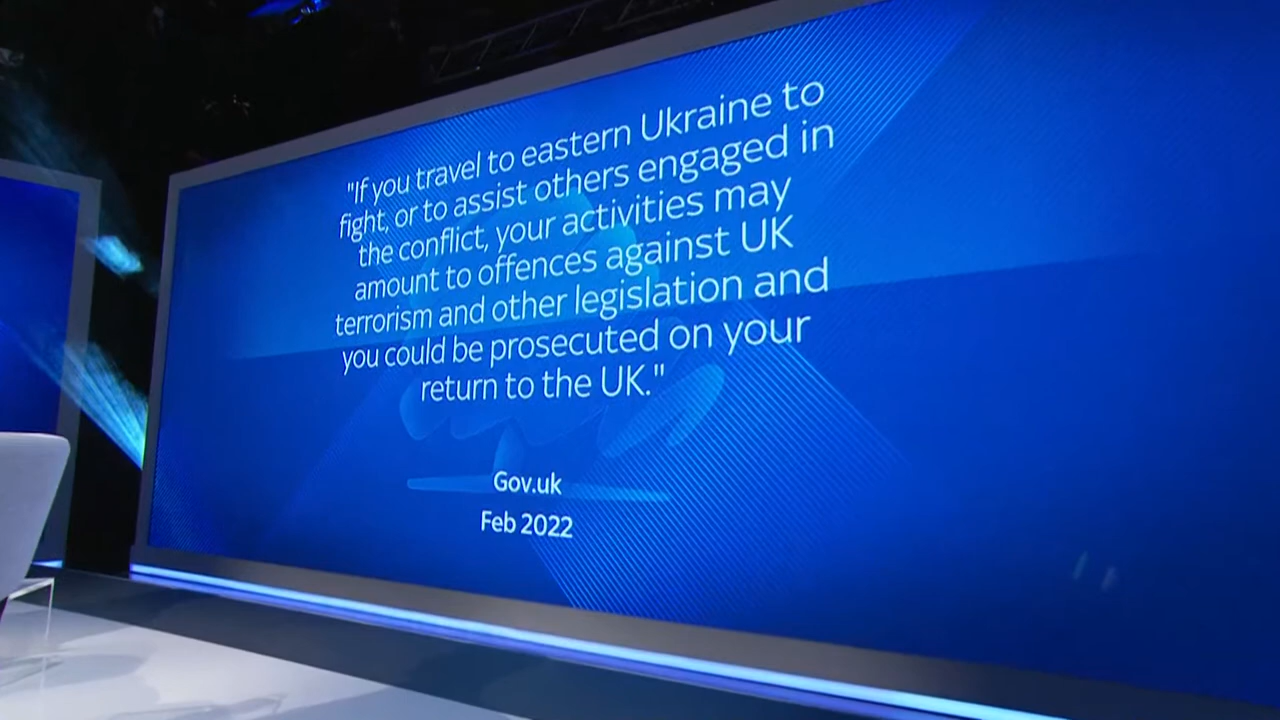 "If you travel to eastern Ukraine to
fight, or to assist others engaged in
the conflict, your activities may
amount to offences against UK
terrorism and other legislation and
you could be prosecuted on your
return to the UK."
Gov.uk
Feb 2022